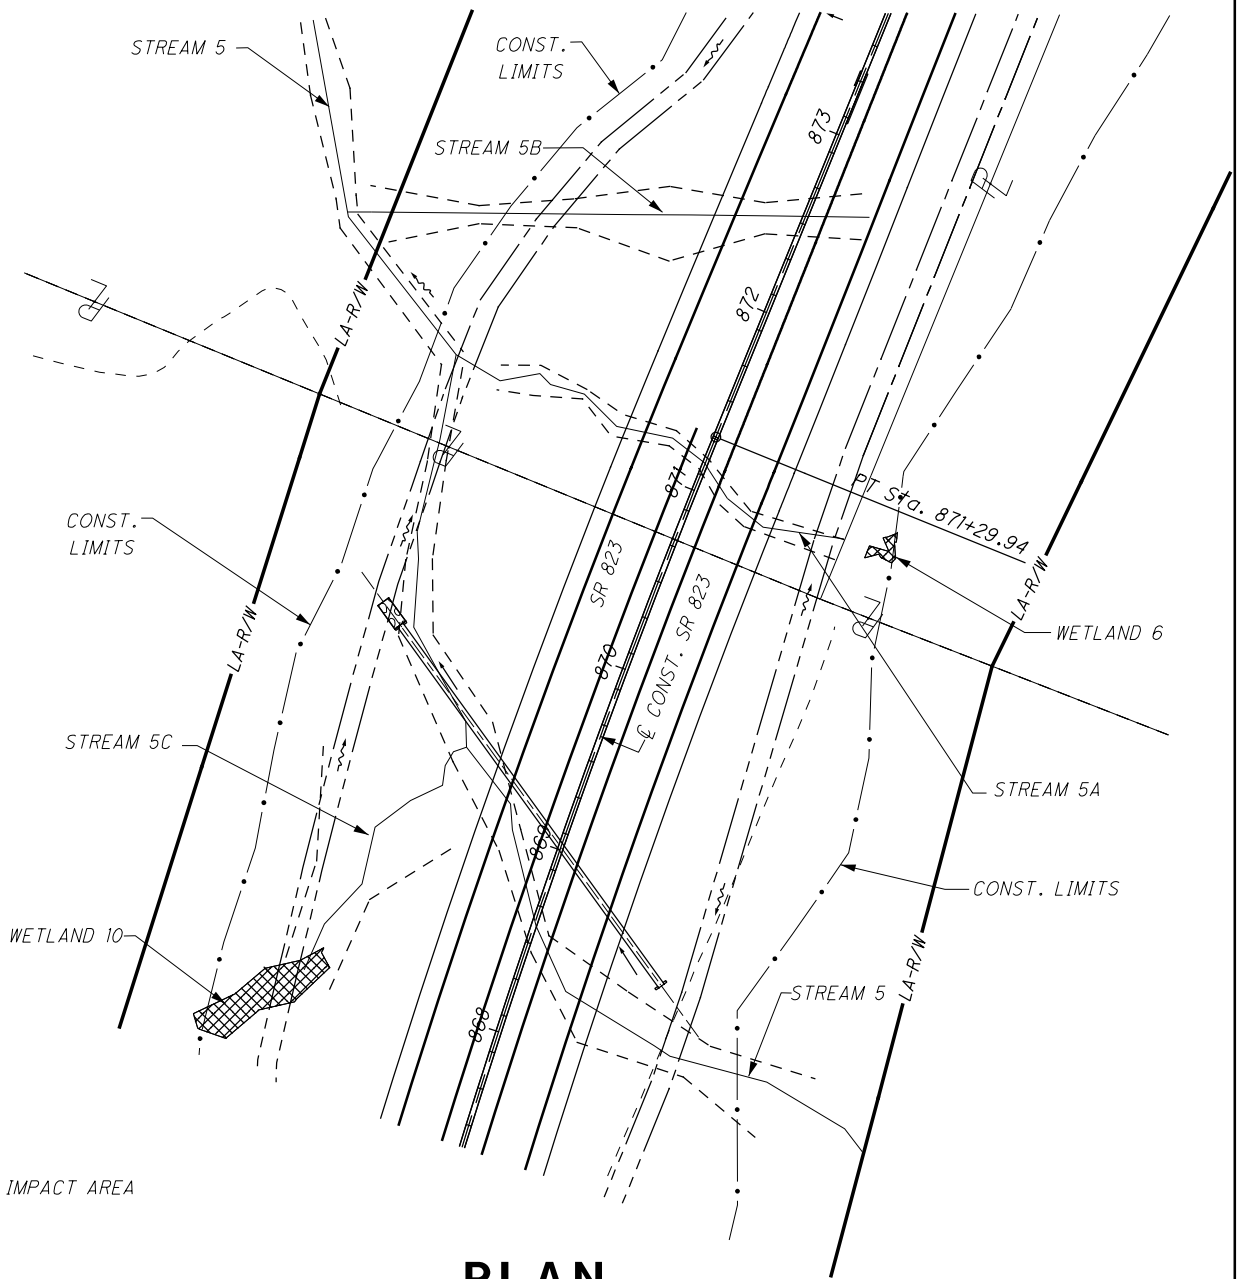 STREAM 5
CONST.
LIMITS
873
STREAM 5B
872
LA-R/W
871
PT Sta. 871+29.94
CONST.
LIMITS
SR 823
LA-R/W
LA-R/W
WETLAND 6
870
℄ CONST. SR 823
STREAM 5C
STREAM 5A
869
CONST. LIMITS
WETLAND 10
LA-R/W
STREAM 5
868
IMPACT AREA
PLAN